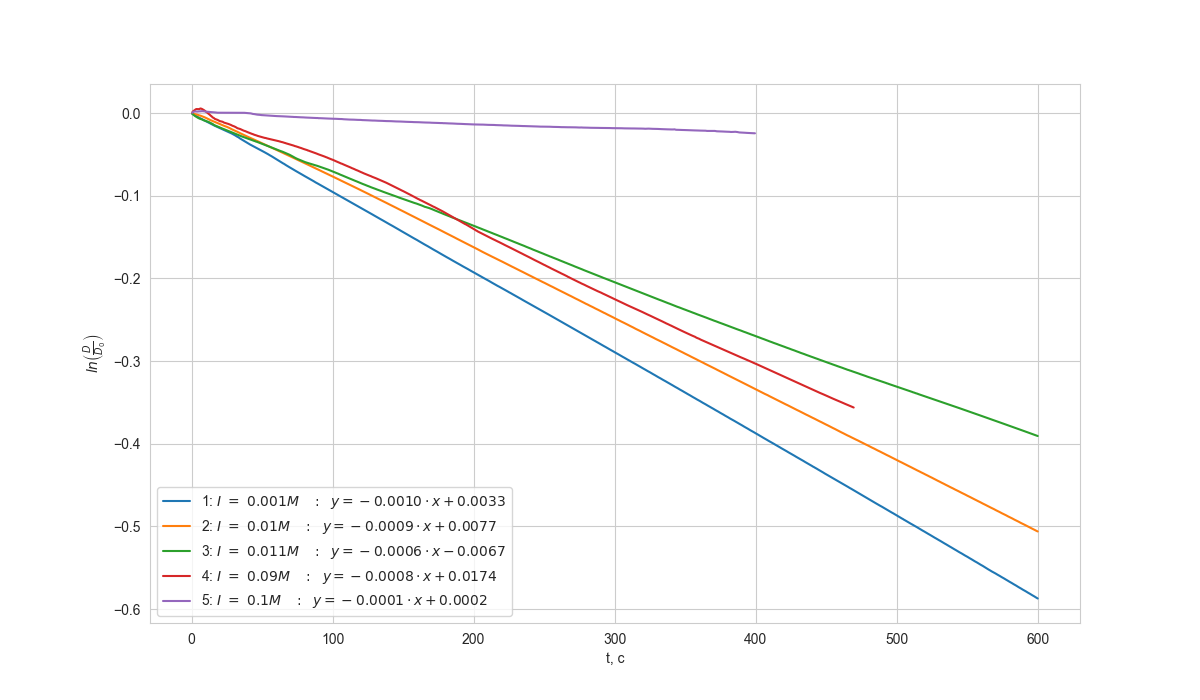 0.0
−0.1
−0.2
−0.3
−0.4
−0.5
−0.6
ln(D/D₀)
1: I = 0.001M : y = −0.0010 · x + 0.0033
2: I = 0.01M : y = −0.0009 · x + 0.0077
3: I = 0.011M : y = −0.0006 · x − 0.0067
4: I = 0.09M : y = −0.0008 · x + 0.0174
5: I = 0.1M : y = −0.0001 · x + 0.0002
0 100 200 300 400 500 600
t, c